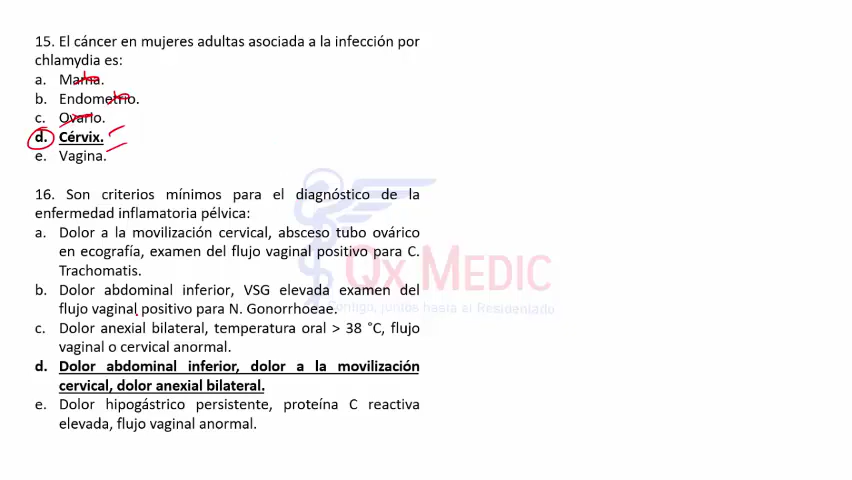 15. El cáncer en mujeres adultas asociada a la infección por
chlamydia es:
a. Mama.
b. Endometrio.
c. Ovario.
d. Cérvix.
e. Vagina.
16. Son criterios mínimos para el diagnóstico de la
enfermedad inflamatoria pélvica:
a. Dolor a la movilización cervical, absceso tubo ovárico
en ecografía, examen del flujo vaginal positivo para C.
Trachomatis.
b. Dolor abdominal inferior, VSG elevada examen del
flujo vaginal positivo para N. Gonorrhoeae.
c. Dolor anexial bilateral, temperatura oral > 38 °C, flujo
vaginal o cervical anormal.
d. Dolor abdominal inferior, dolor a la movilización
cervical, dolor anexial bilateral.
e. Dolor hipogástrico persistente, proteína C reactiva
elevada, flujo vaginal anormal.
Qx MEDIC
Contigo, juntos hasta el Residentado